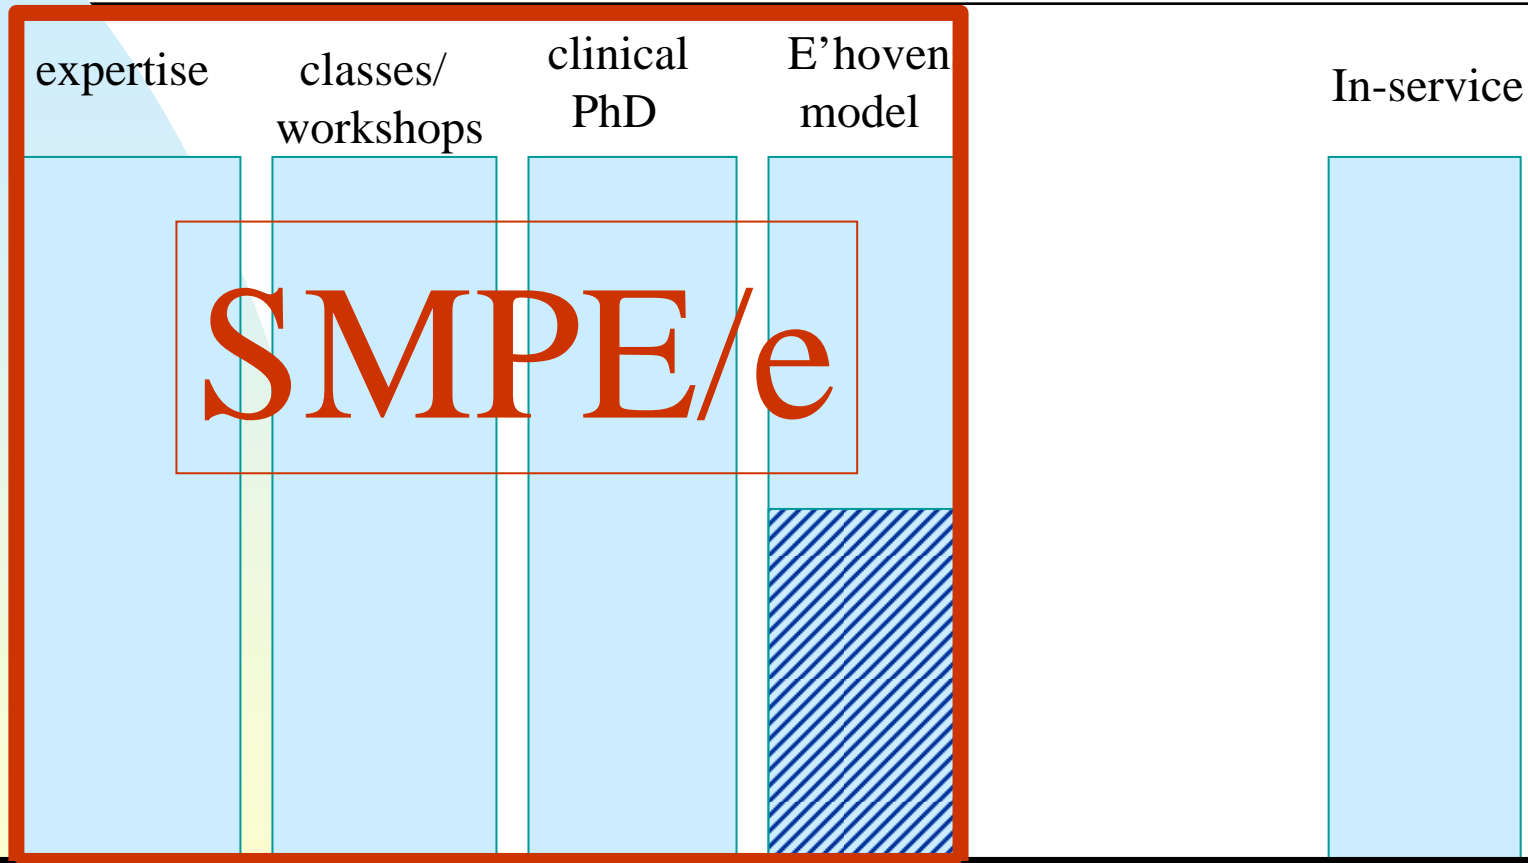 expertise
classes/
workshops
clinical
PhD
E’hoven
model
In-service
SMPE/e